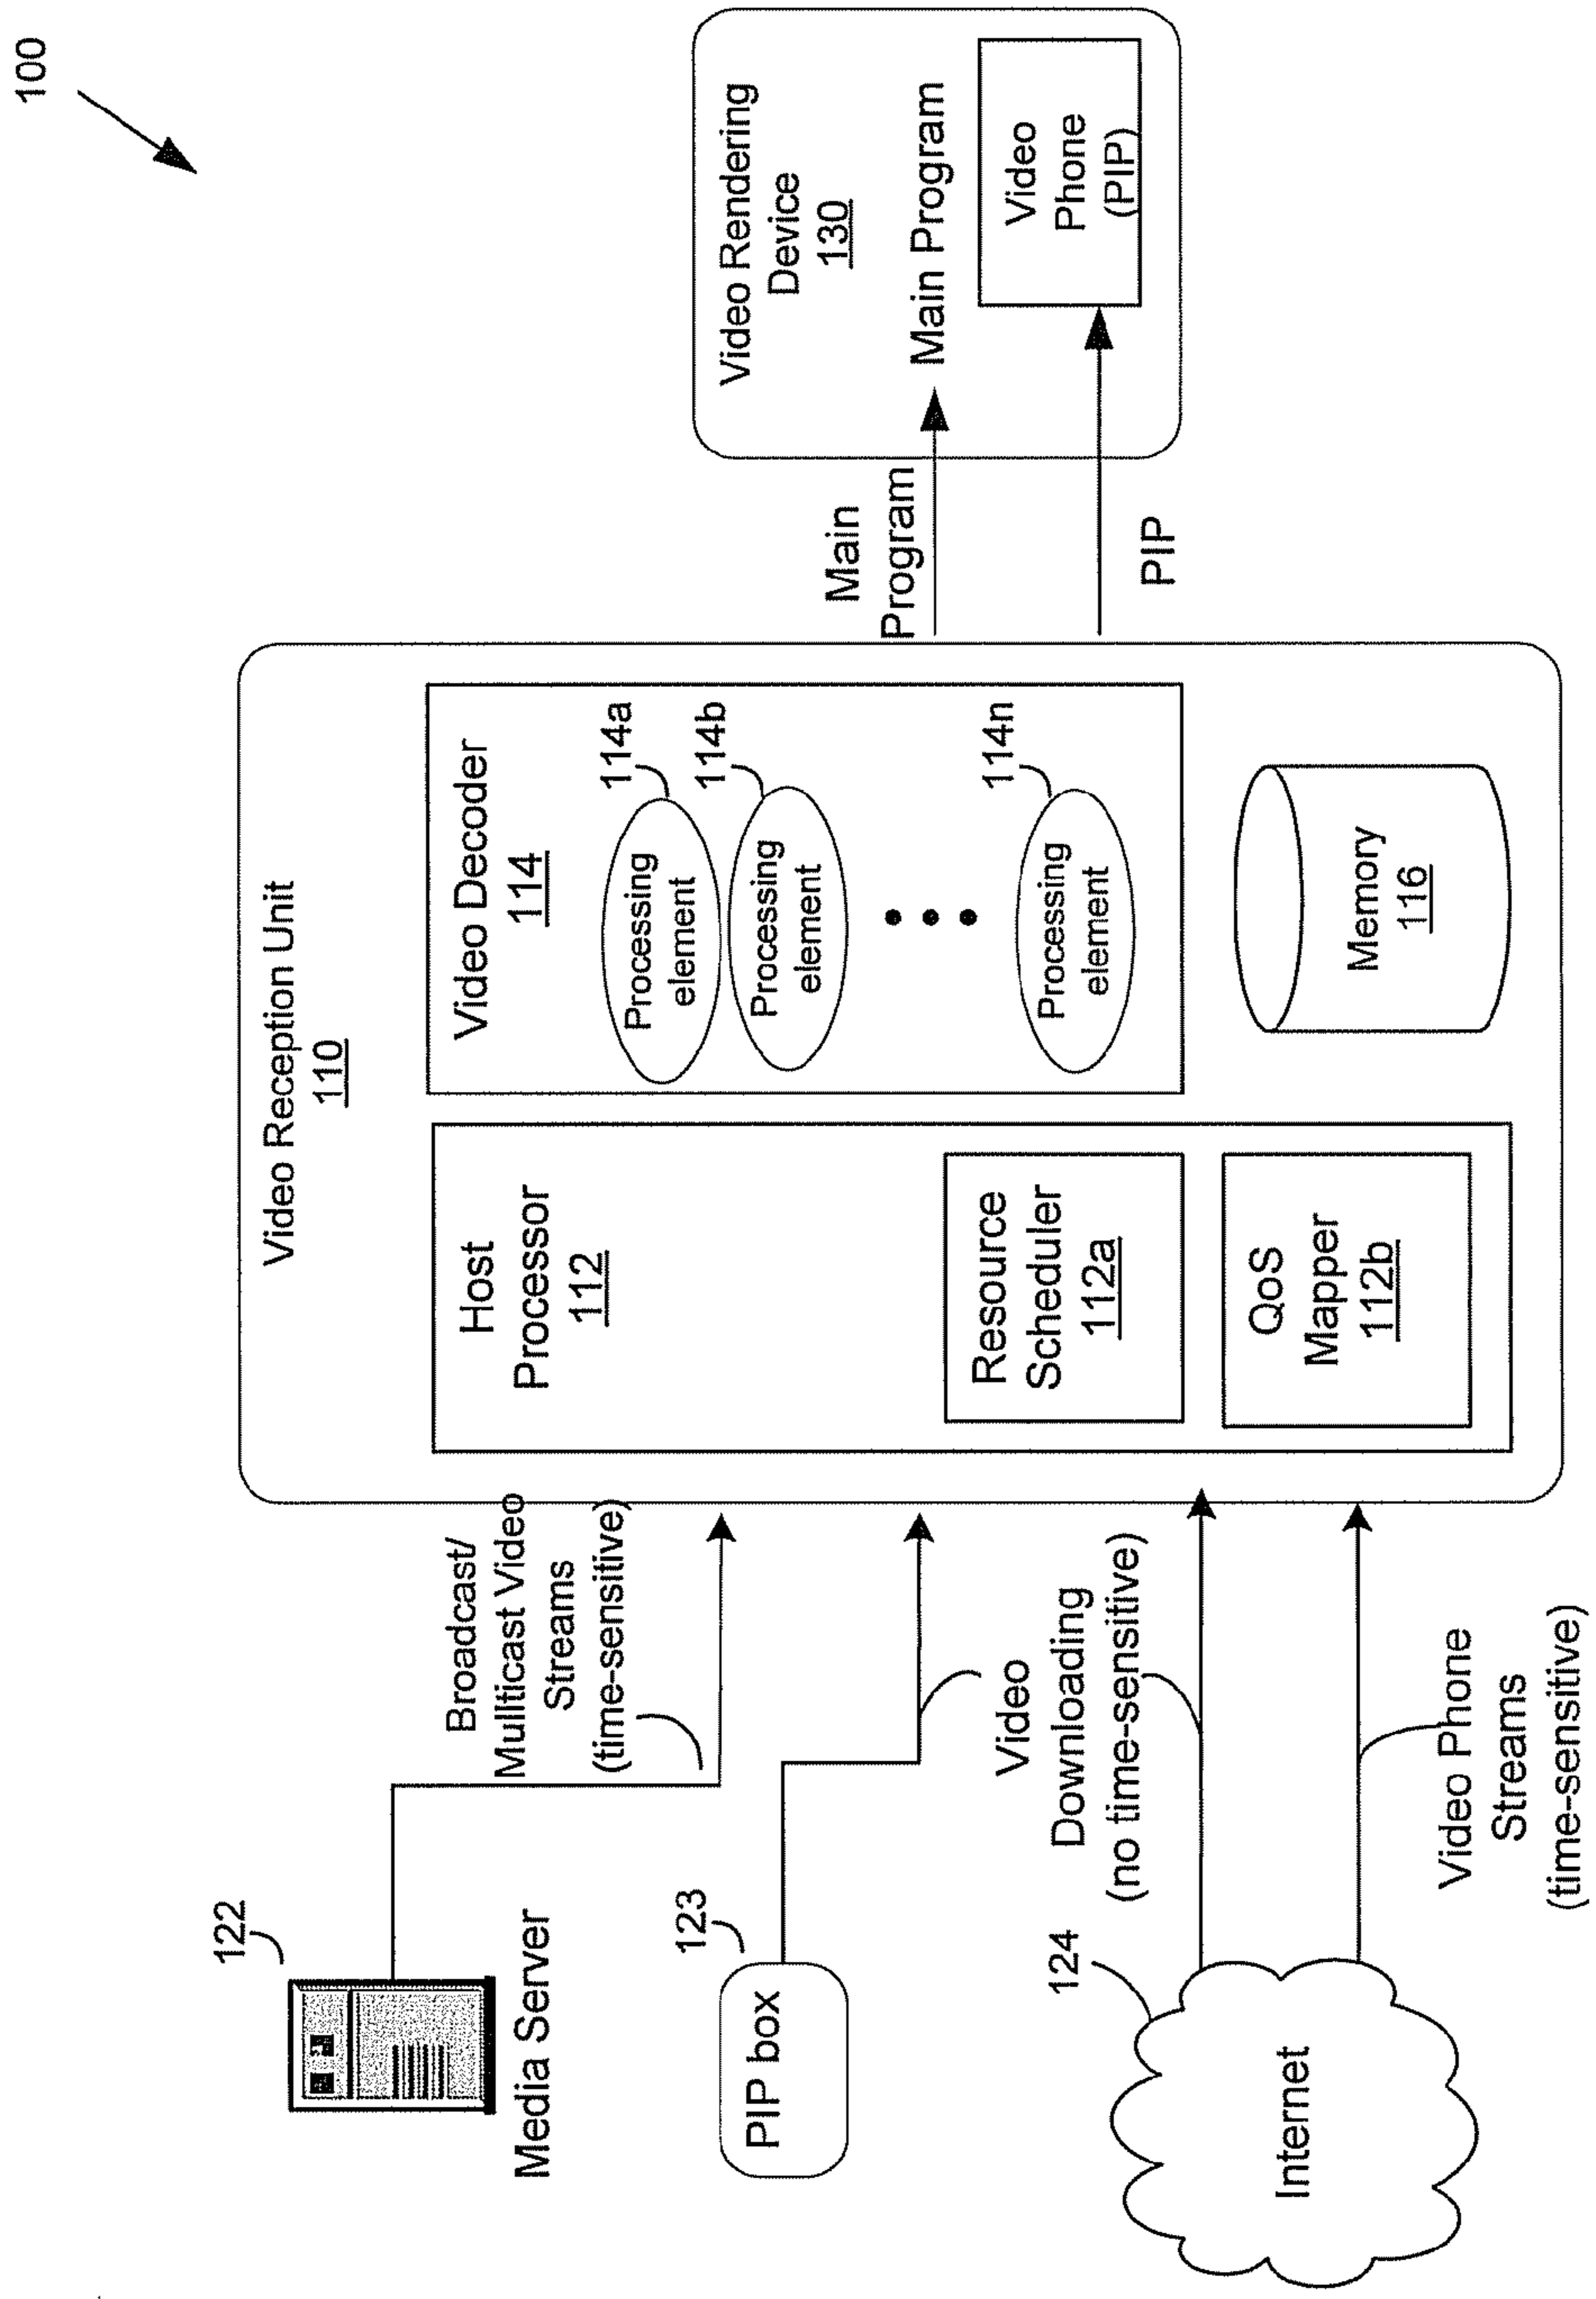 100
Video Reception Unit
110
Host
Processor
112
Resource
Scheduler
112a
QoS
Mapper
112b
Video Decoder
114
114a
Processing
element
114b
Processing
element
114n
Processing
element
Memory
116
122
Media Server
Broadcast/
Mullticast Video
Streams
(time-sensitive)
123
PIP box
124
Internet
Video
Downloading
(no time-sensitive)
Video Phone
Streams
(time-sensitive)
Main
Program
PIP
Video Rendering
Device
130
Main Program
Video
Phone
(PIP)